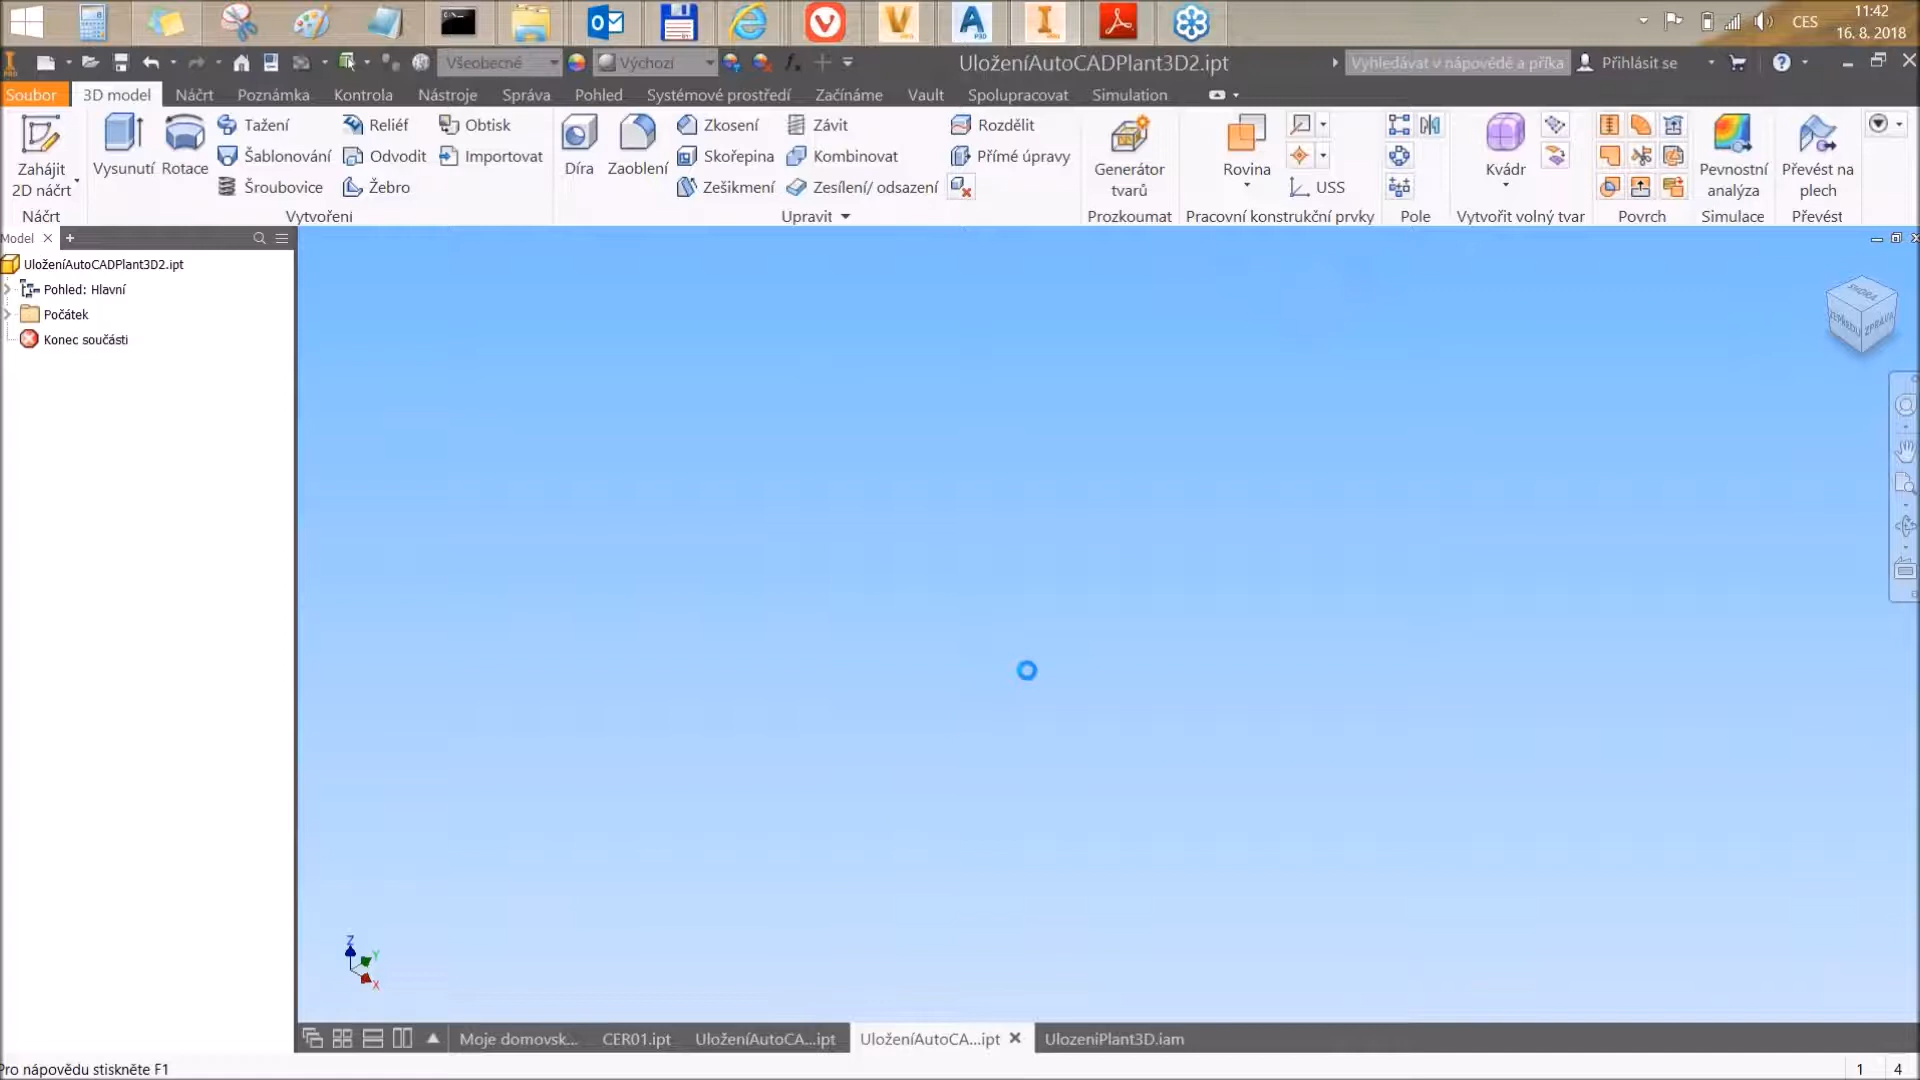 11:42
CES
16. 8. 2018
Všeobecné
Výchozí
UloženíAutoCADPlant3D2.ipt
Vyhledávat v nápovědě a příka
Přihlásit se
Soubor
3D model
Náčrt
Poznámka
Kontrola
Nástroje
Správa
Pohled
Systémové prostředí
Začínáme
Vault
Spolupracovat
Simulation
Zahájit
2D náčrt
Náčrt
Vysunutí
Rotace
Tažení
Šablonování
Šroubovice
Reliéf
Odvodit
Žebro
Obtisk
Importovat
Vytvoření
Díra
Zaoblení
Zkosení
Skořepina
Zešikmení
Závit
Kombinovat
Zesílení/ odsazení
Rozdělit
Přímé úpravy
Upravit
Generátor
tvarů
Prozkoumat
Rovina
USS
Pracovní konstrukční prvky
Pole
Kvádr
Vytvořit volný tvar
Povrch
Pevnostní
analýza
Simulace
Převést na
plech
Převést
Model
UloženíAutoCADPlant3D2.ipt
Pohled: Hlavní
Počátek
Konec součásti
SHORA
ZEPŘEDU
ZPRAVA
Z
Y
X
Moje domovsk...
CER01.ipt
UloženíAutoCA...ipt
UloženíAutoCA...ipt
UlozeniPlant3D.iam
Pro nápovědu stiskněte F1
1
4